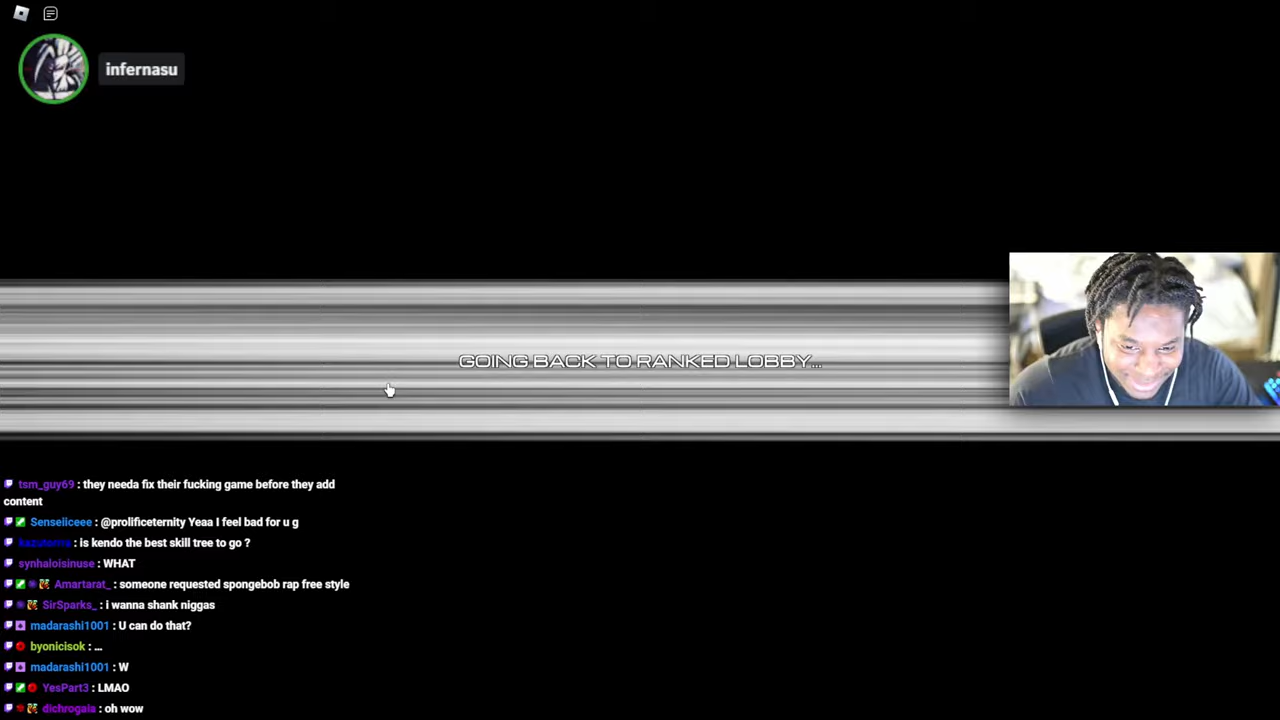 infernasu
GOING BACK TO RANKED LOBBY...
tsm_guy69 : they needa fix their fucking game before they add
content
Senseiiceee : @prolificeternity Yeaa I feel bad for u g
: is kendo the best skill tree to go ?
synhaloisinuse : WHAT
Amartarat_ : someone requested spongebob rap free style
SirSparks_ : i wanna shank niggas
madarashi1001 : U can do that?
byonicisok : ...
madarashi1001 : W
YesPart3 : LMAO
dichrogaia : oh wow